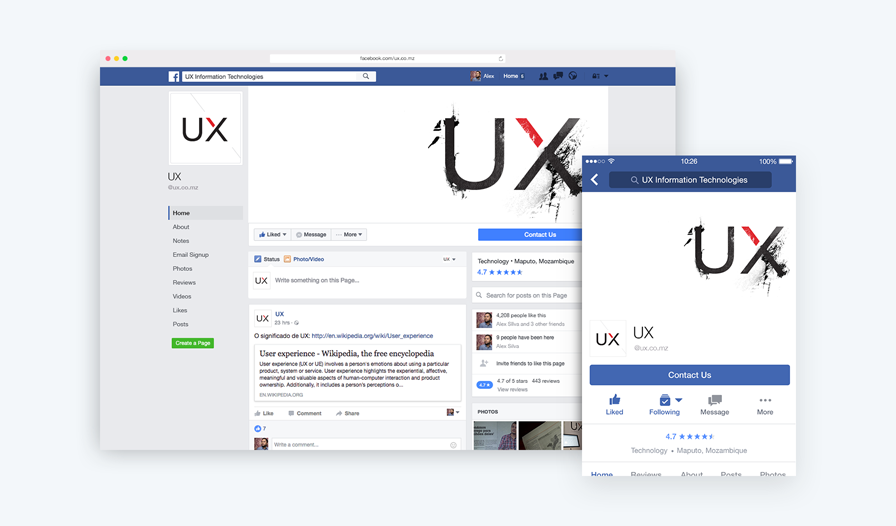 facebook.com/ux.co.mz
UX Information Technologies
Alex
Home 6
UX
UX
UX
@ux.co.mz
Home
About
Notes
Email Signup
Photos
Reviews
Videos
Likes
Posts
Create a Page
Liked
Message
More
Contact Us
Status
Photo/Video
UX
UX
Write something on this Page...
UX
UX
23 hrs
O significado de UX: http://en.wikipedia.org/wiki/User_experience
User experience - Wikipedia, the free encyclopedia
User experience (UX or UE) involves a person's emotions about using a particular
product, system or service. User experience highlights the experiential, affective,
meaningful and valuable aspects of human-computer interaction and product
ownership. Additionally, it includes a person's perceptions o...
EN.WIKIPEDIA.ORG
Like
Comment
Share
7
Write a comment...
Technology • Maputo, Mozambique
4.7
Search for posts on this Page
4,208 people like this
Alex Silva and 3 other friends
9 people have been here
Alex Silva
Invite friends to like this page
4.7 ★
4.7 of 5 stars 443 reviews
View reviews
PHOTOS
UX
10:26
100%
UX Information Technologies
UX
UX
UX
@ux.co.mz
Contact Us
Liked
Following
Message
More
4.7
Technology • Maputo, Mozambique
Home
Reviews
About
Posts
Photos